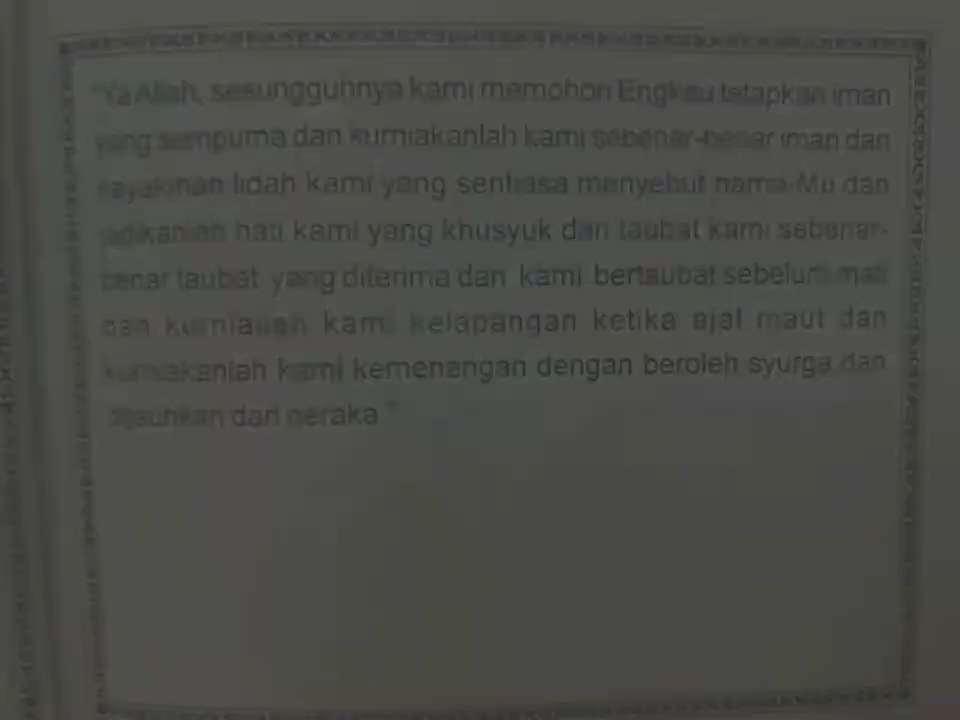 "Ya Allah, sesungguhnya kami memohon Engkau tetapkan iman
yang sempurna dan kurniakanlah kami sebenar-benar iman dan
keyakinan lidah kami yang sentiasa menyebut nama-Mu dan
jadikanlah hati kami yang khusyuk dan taubat kami sebenar-
benar taubat yang diterima dan kami bertaubat sebelum mati
dan kami kelapangan ketika ajal maut dan
kurniakanlah kami kemenangan dengan beroleh syurga dan
dijauhkan dari neraka."